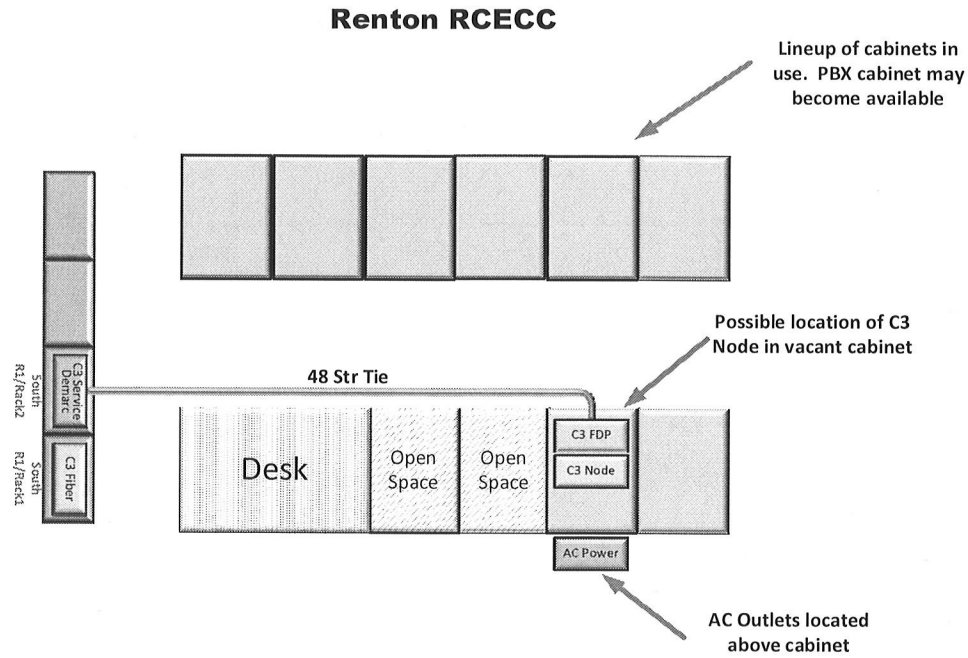 Renton RCECC
Lineup of cabinets in
use.  PBX cabinet may
become available
Possible location of C3
Node in vacant cabinet
48 Str Tie
C3 Service
Demarc
South
R1/Rack2
C3 Fiber
South
R1/Rack1
Desk
Open
Space
Open
Space
C3 FDP
C3 Node
AC Power
AC Outlets located
above cabinet